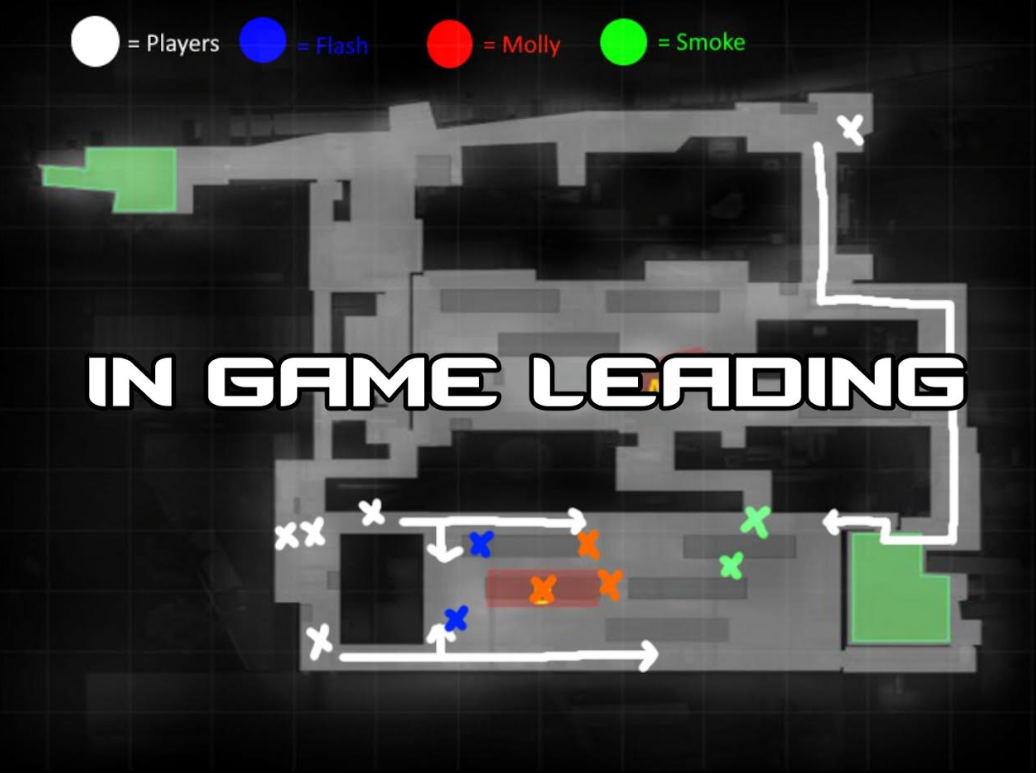 = Players = Flash = Molly = Smoke
IN GAME LEADING